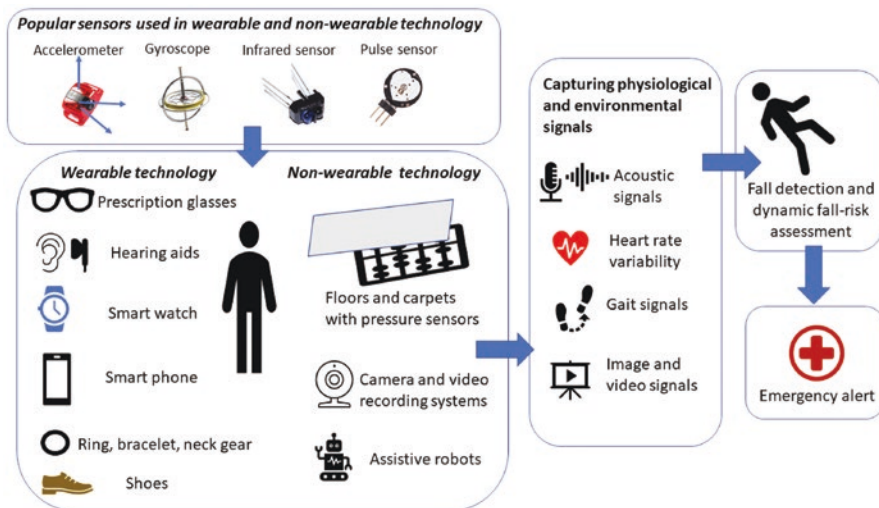 Popular sensors used in wearable and non-wearable technology
Accelerometer
Gyroscope
Infrared sensor
Pulse sensor
Wearable technology
Prescription glasses
Hearing aids
Smart watch
Smart phone
Ring, bracelet, neck gear
Shoes
Non-wearable technology
Floors and carpets
with pressure sensors
Camera and video
recording systems
Assistive robots
Capturing physiological
and environmental
signals
Acoustic
signals
Heart rate
variability
Gait signals
Image and
video signals
Fall detection and
dynamic fall-risk
assessment
Emergency alert